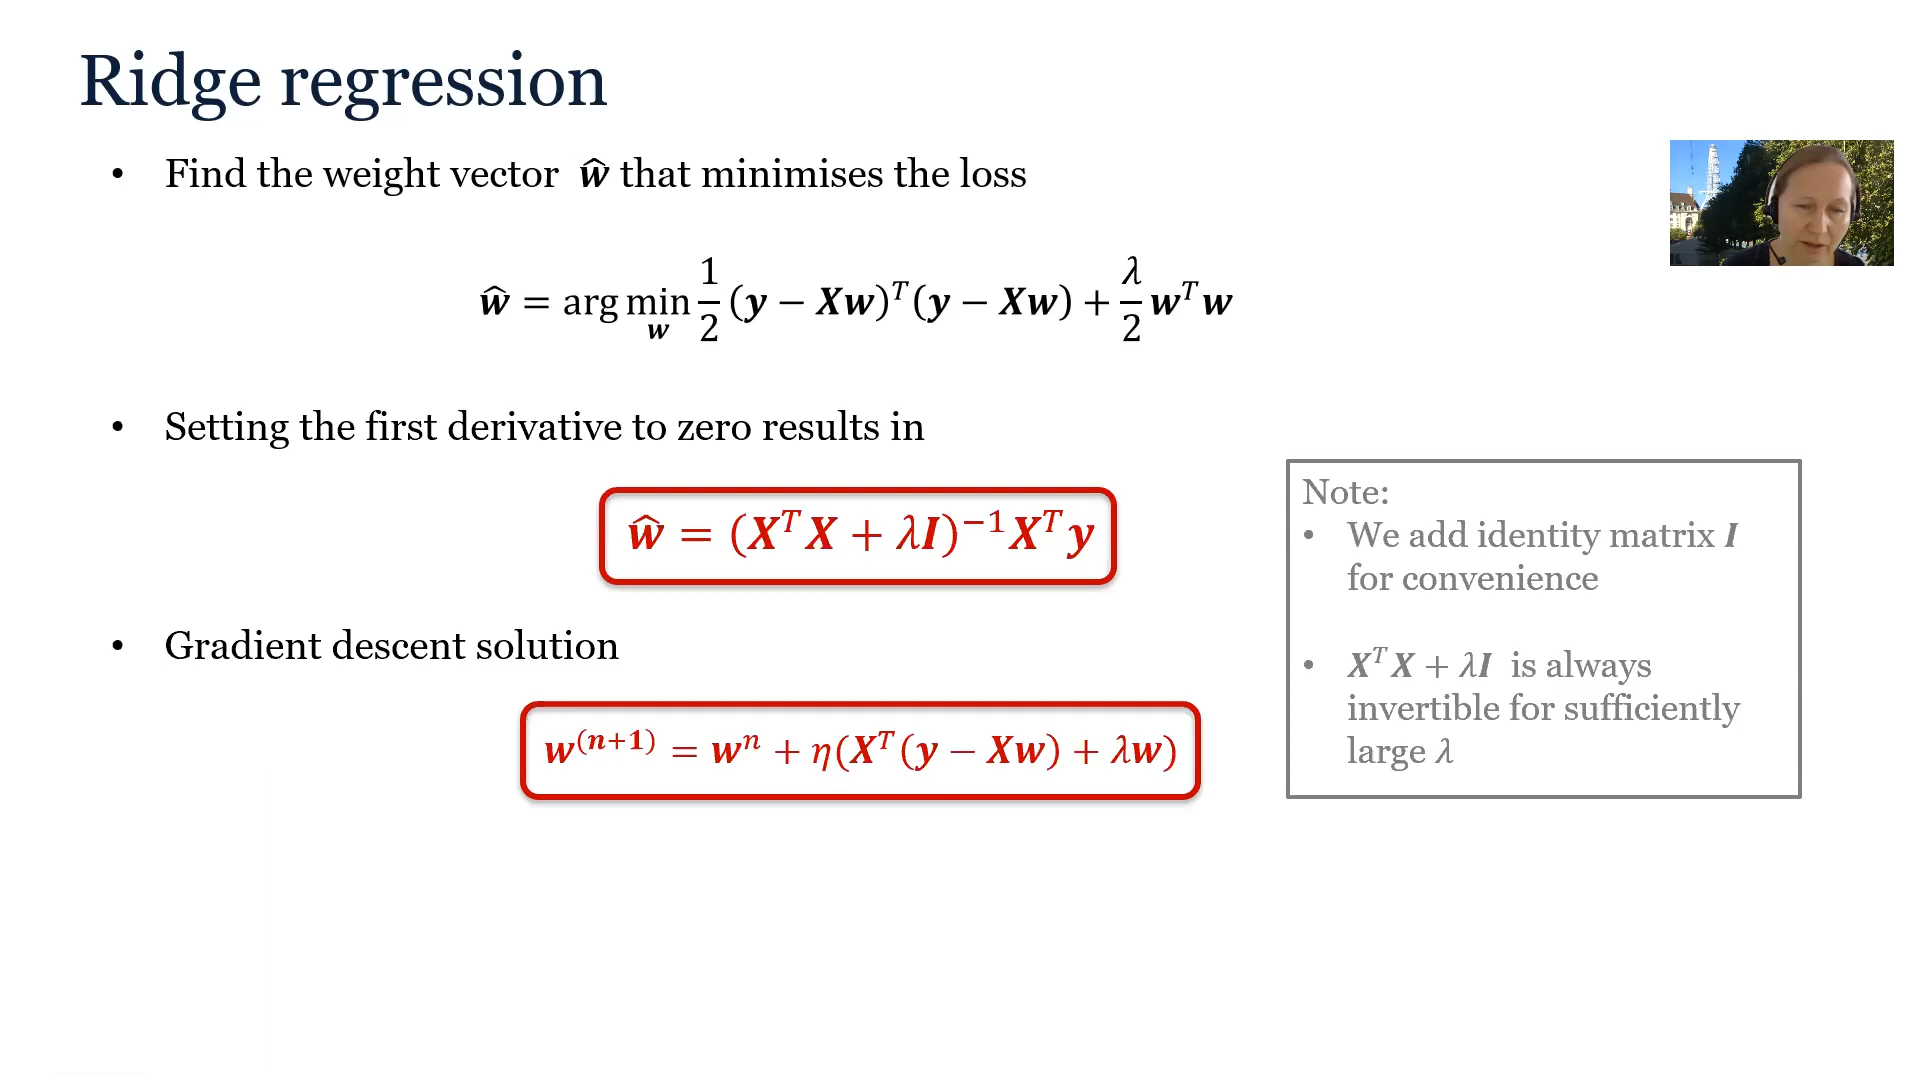 Ridge regression
• Find the weight vector ŵ that minimises the loss
ŵ = arg min_w 1/2 (y − Xw)^T (y − Xw) + λ/2 w^T w
• Setting the first derivative to zero results in
ŵ = (X^T X + λI)^−1 X^T y
• Gradient descent solution
w^(n+1) = w^n + η(X^T (y − Xw) + λw)
Note:
• We add identity matrix I
for convenience
• X^T X + λI is always
invertible for sufficiently
large λ